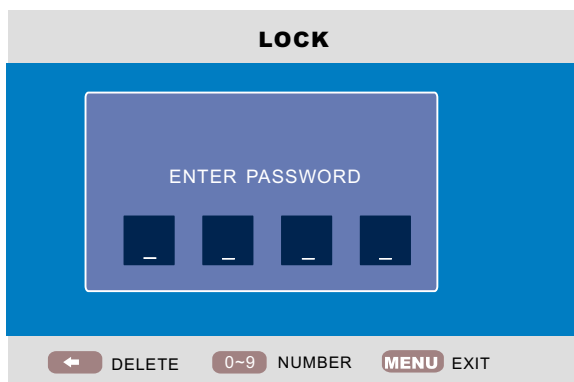 LOCK
ENTER PASSWORD
_ _ _ _
DELETE 0~9 NUMBER MENU EXIT